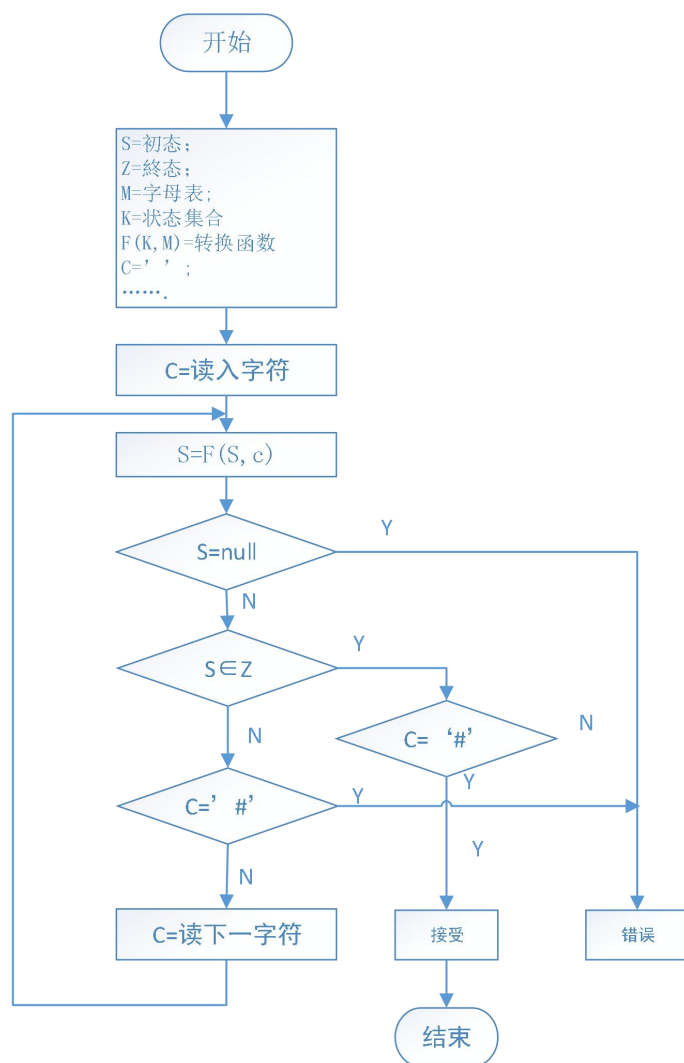 开始
S=初态;
Z=終态;
M=字母表;
K=状态集合
F(K,M)=转换函数
C=’ ’;
…….
C=读入字符
S=F(S,c)
S=null
Y
N
S∈Z
Y
N
C= ‘#’
N
Y
C=’ #’
Y
Y
N
C=读下一字符
接受
错误
结束